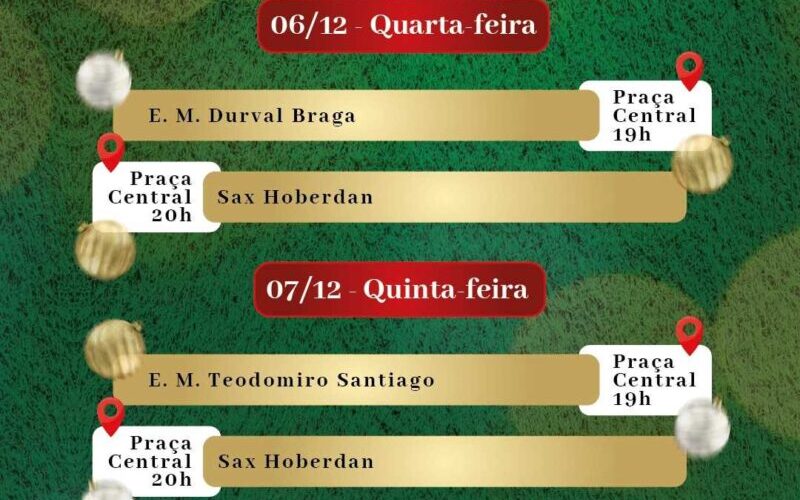 06/12 - Quarta-feira
E. M. Durval Braga
Praça
Central
19h
Praça
Central
20h
Sax Hoberdan
07/12 - Quinta-feira
E. M. Teodomiro Santiago
Praça
Central
19h
Praça
Central
20h
Sax Hoberdan